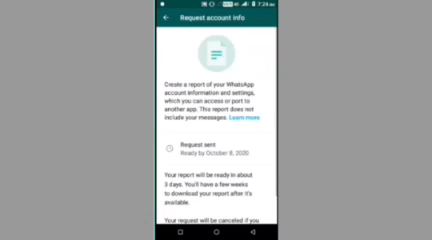 7:24 AM
Request account info
Create a report of your WhatsApp
account information and settings,
which you can access or port to
another app. This report does not
include your messages. Learn more
Request sent
Ready by October 8, 2020
Your report will be ready in about
3 days. You'll have a few weeks
to download your report after it's
available.
Your request will be canceled if you